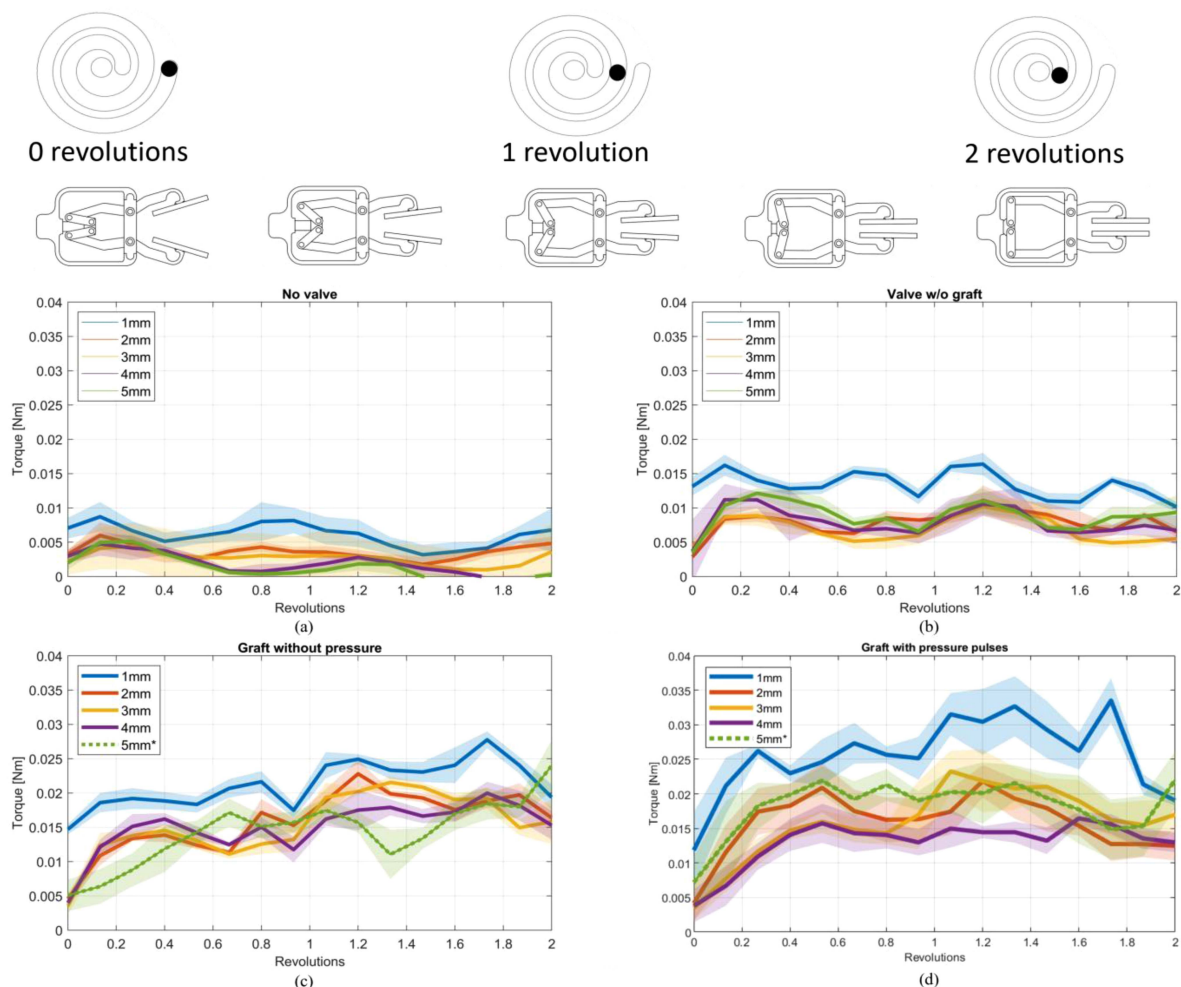 0 revolutions
1 revolution
2 revolutions
No valve
0.04
0.035
0.03
0.025
0.02
0.015
0.01
0.005
0
Torque [Nm]
1mm
2mm
3mm
4mm
5mm
0 0.2 0.4 0.6 0.8 1 1.2 1.4 1.6 1.8 2
Revolutions
(a)
Valve w/o graft
0.04
0.035
0.03
0.025
0.02
0.015
0.01
0.005
0
Torque [Nm]
1mm
2mm
3mm
4mm
5mm
0 0.2 0.4 0.6 0.8 1 1.2 1.4 1.6 1.8 2
Revolutions
(b)
Graft without pressure
0.04
0.035
0.03
0.025
0.02
0.015
0.01
0.005
0
Torque [Nm]
1mm
2mm
3mm
4mm
5mm*
0 0.2 0.4 0.6 0.8 1 1.2 1.4 1.6 1.8 2
Revolutions
(c)
Graft with pressure pulses
0.04
0.035
0.03
0.025
0.02
0.015
0.01
0.005
0
Torque [Nm]
1mm
2mm
3mm
4mm
5mm*
0 0.2 0.4 0.6 0.8 1 1.2 1.4 1.6 1.8 2
Revolutions
(d)